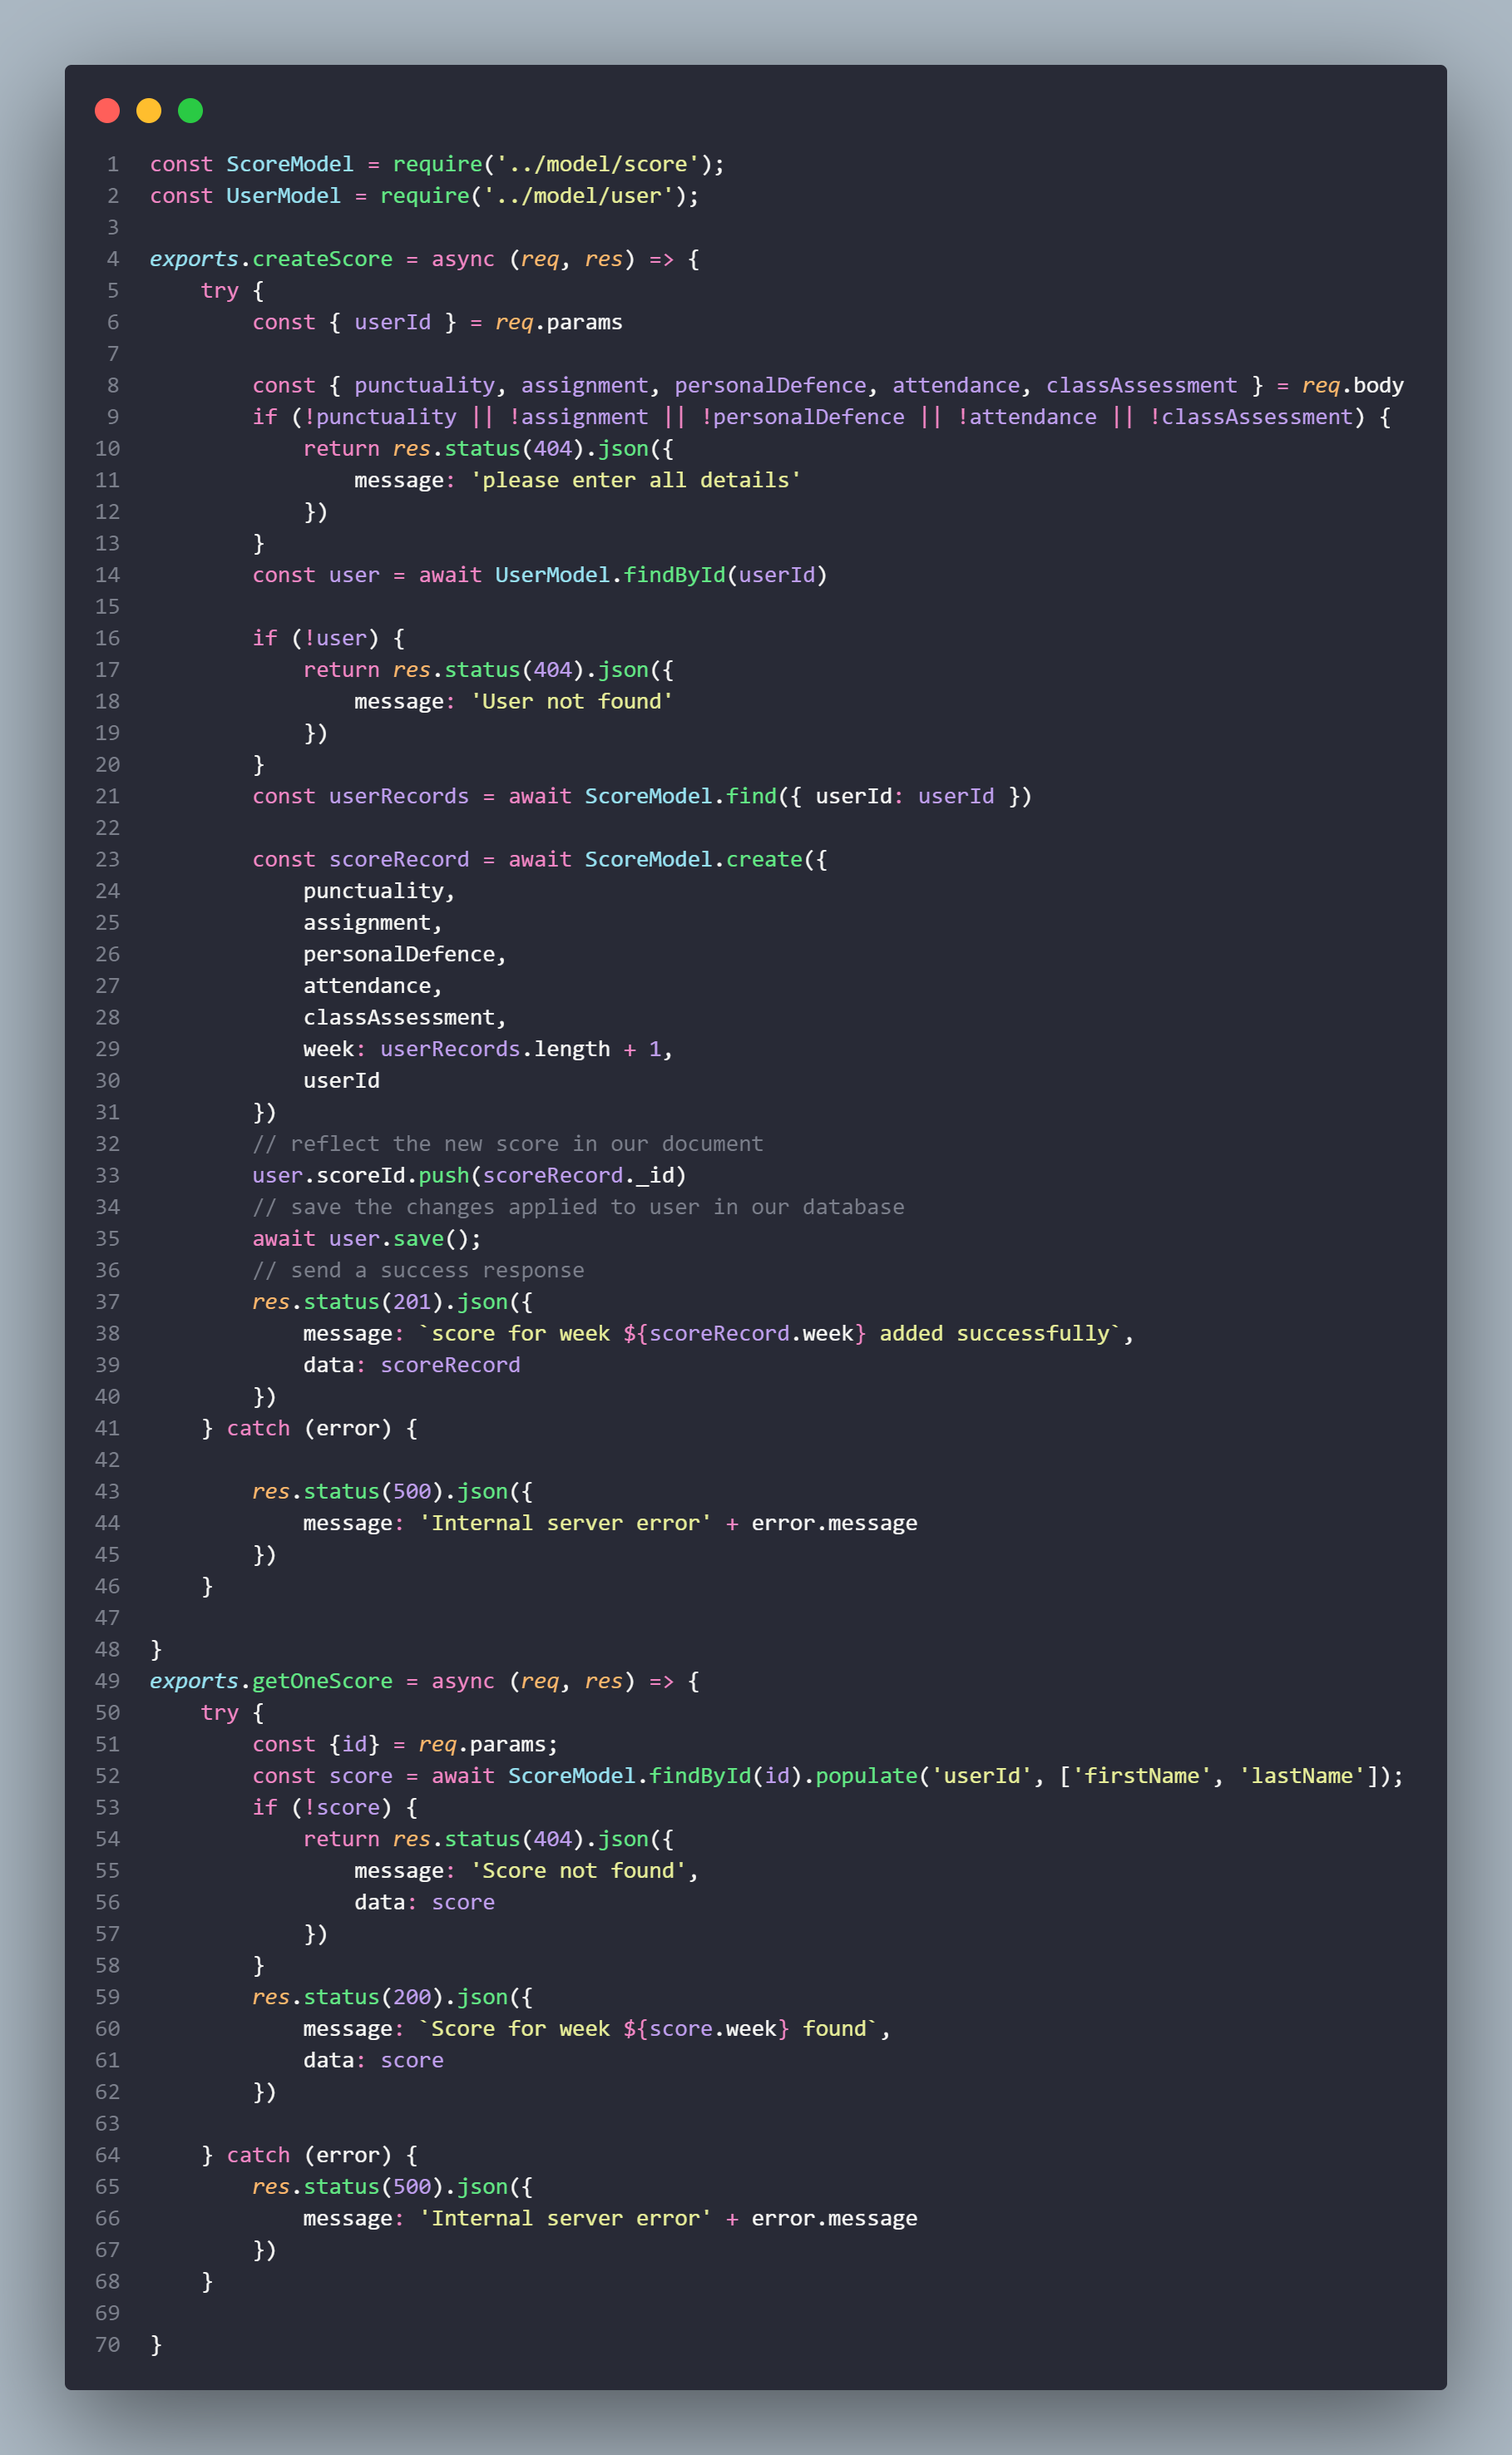 1 const ScoreModel = require('../model/score');
2 const UserModel = require('../model/user');
3
4 exports.createScore = async (req, res) => {
5     try {
6         const { userId } = req.params
7
8         const { punctuality, assignment, personalDefence, attendance, classAssessment } = req.body
9         if (!punctuality || !assignment || !personalDefence || !attendance || !classAssessment) {
10             return res.status(404).json({
11                 message: 'please enter all details'
12             })
13         }
14         const user = await UserModel.findById(userId)
15
16         if (!user) {
17             return res.status(404).json({
18                 message: 'User not found'
19             })
20         }
21         const userRecords = await ScoreModel.find({ userId: userId })
22
23         const scoreRecord = await ScoreModel.create({
24             punctuality,
25             assignment,
26             personalDefence,
27             attendance,
28             classAssessment,
29             week: userRecords.length + 1,
30             userId
31         })
32         // reflect the new score in our document
33         user.scoreId.push(scoreRecord._id)
34         // save the changes applied to user in our database
35         await user.save();
36         // send a success response
37         res.status(201).json({
38             message: `score for week ${scoreRecord.week} added successfully`,
39             data: scoreRecord
40         })
41     } catch (error) {
42
43         res.status(500).json({
44             message: 'Internal server error' + error.message
45         })
46     }
47
48 }
49 exports.getOneScore = async (req, res) => {
50     try {
51         const {id} = req.params;
52         const score = await ScoreModel.findById(id).populate('userId', ['firstName', 'lastName']);
53         if (!score) {
54             return res.status(404).json({
55                 message: 'Score not found',
56                 data: score
57             })
58         }
59         res.status(200).json({
60             message: `Score for week ${score.week} found`,
61             data: score
62         })
63
64     } catch (error) {
65         res.status(500).json({
66             message: 'Internal server error' + error.message
67         })
68     }
69
70 }